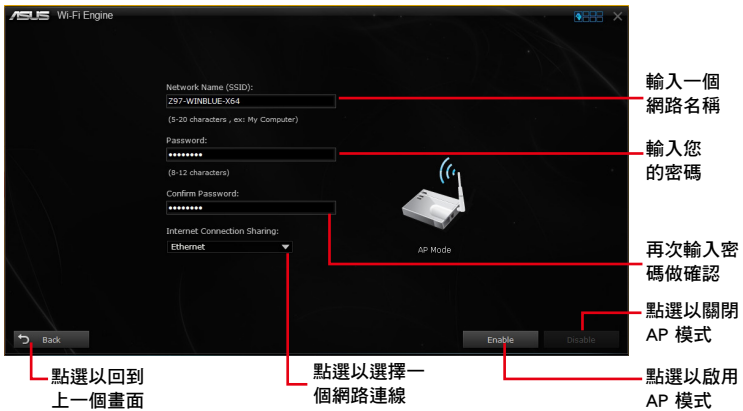 ASUS Wi-Fi Engine
Network Name (SSID):
Z97-WINBLUE-X64
(5-20 characters , ex: My Computer)
Password:
••••••••
(8-12 characters)
Confirm Password:
••••••••
Internet Connection Sharing:
Ethernet
AP Mode
Back
Enable
Disable
輸入一個
網路名稱
輸入您
的密碼
再次輸入密
碼做確認
點選以關閉
AP 模式
點選以回到
上一個畫面
點選以選擇一
個網路連線
點選以啟用
AP 模式